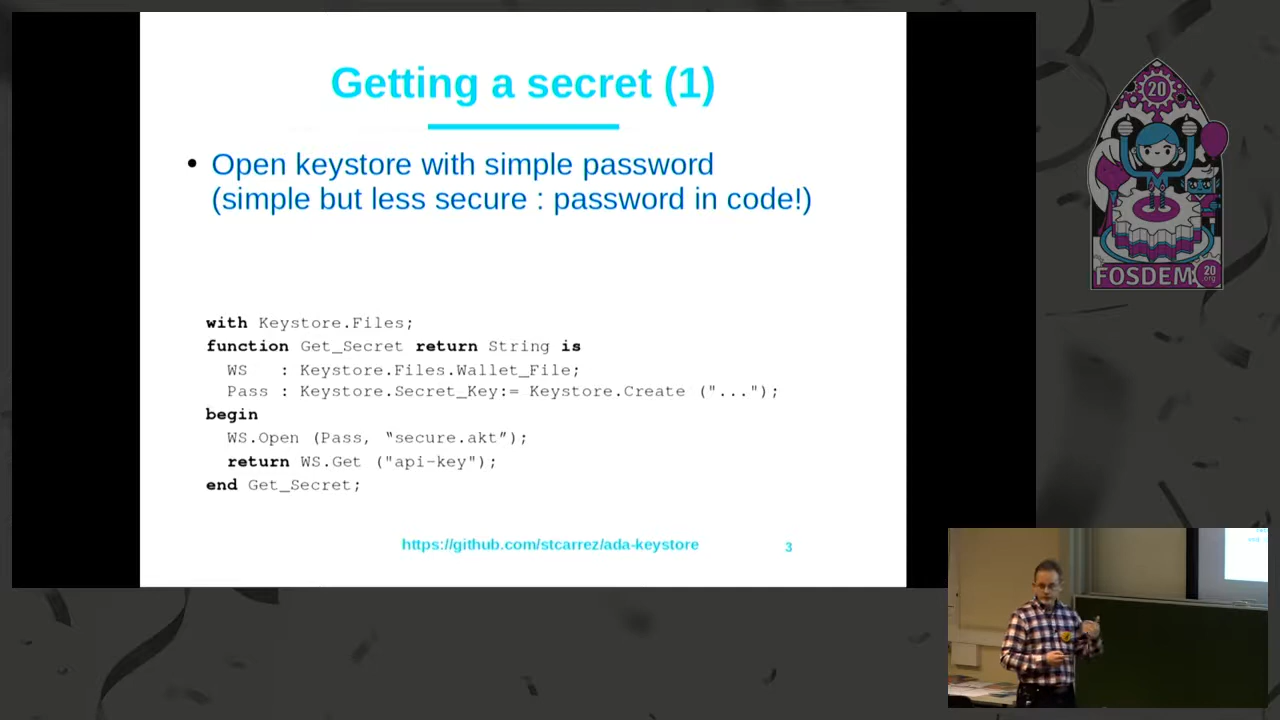 Getting a secret (1)
• Open keystore with simple password
(simple but less secure : password in code!)
with Keystore.Files;
function Get_Secret return String is
  WS   : Keystore.Files.Wallet_File;
  Pass : Keystore.Secret_Key:= Keystore.Create ("...");
begin
  WS.Open (Pass, “secure.akt”);
  return WS.Get ("api-key");
end Get_Secret;
https://github.com/stcarrez/ada-keystore
3
20
FOSDEM
20
.org